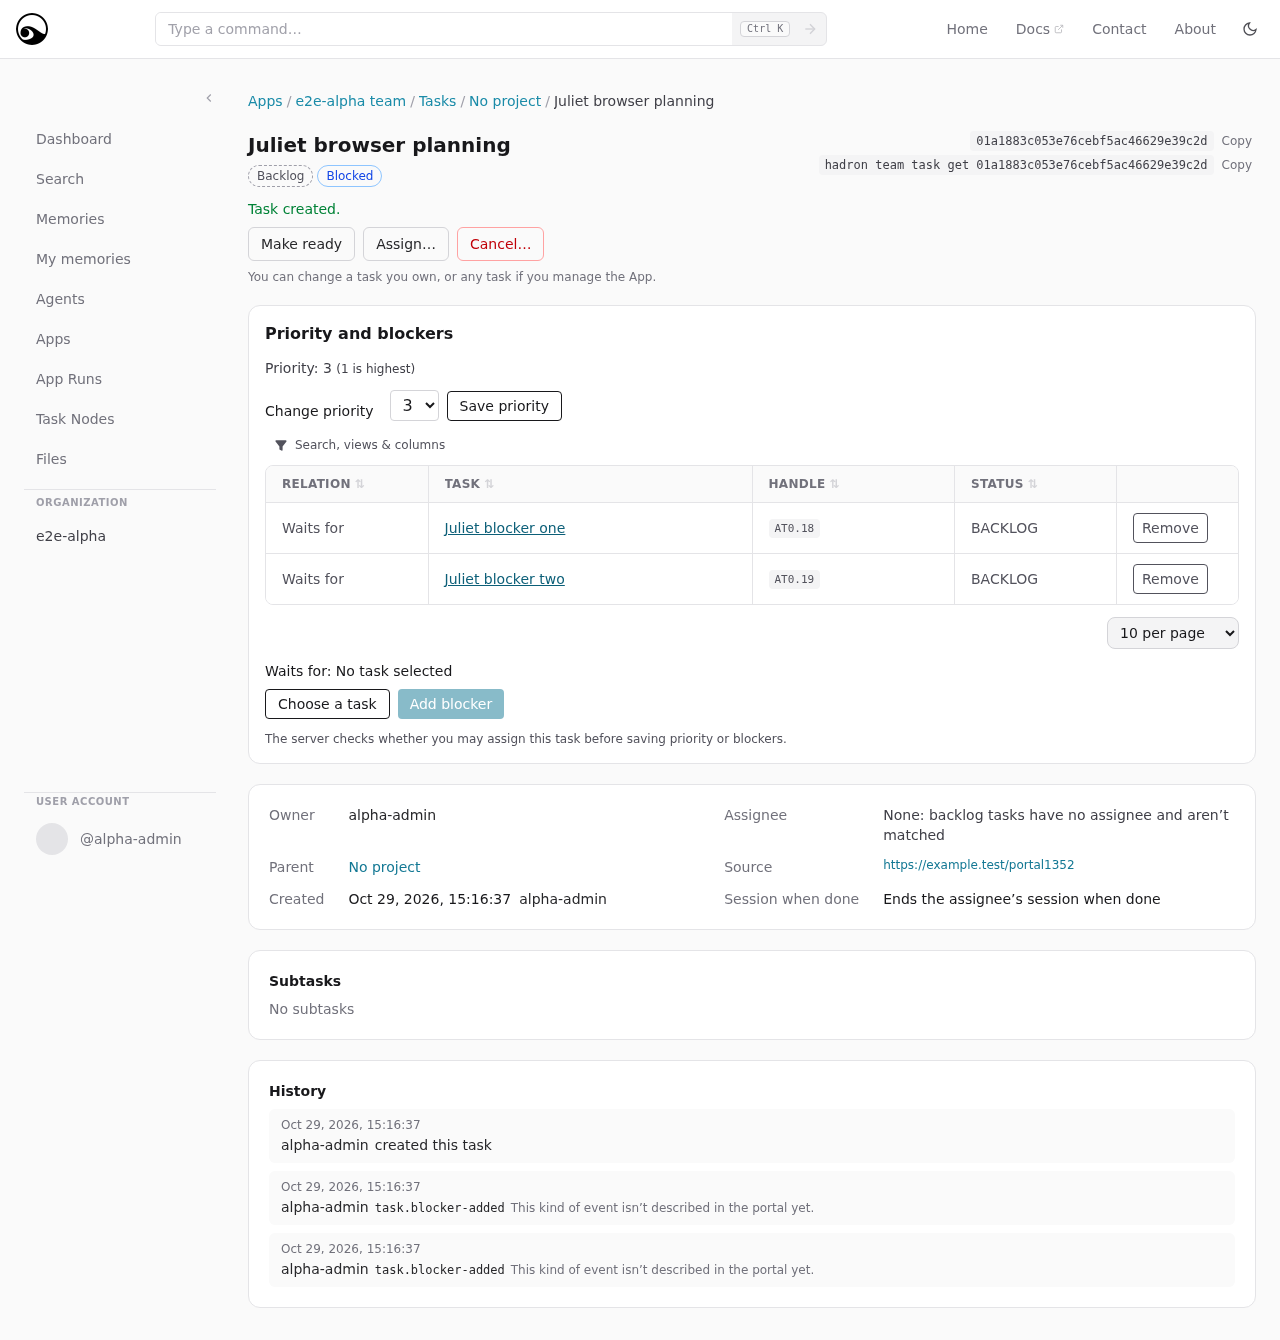 Type a command...
Ctrl K
Home
Docs
Contact
About
Apps / e2e-alpha team / Tasks / No project / Juliet browser planning
Dashboard
Search
Memories
My memories
Agents
Apps
App Runs
Task Nodes
Files
ORGANIZATION
e2e-alpha
USER ACCOUNT
@alpha-admin
Juliet browser planning
01a1883c053e76cebf5ac46629e39c2d Copy
hadron team task get 01a1883c053e76cebf5ac46629e39c2d Copy
Backlog Blocked
Task created.
Make ready Assign… Cancel…
You can change a task you own, or any task if you manage the App.
Priority and blockers
Priority: 3 (1 is highest)
Change priority 3 Save priority
Search, views & columns
RELATION TASK HANDLE STATUS
Waits for Juliet blocker one AT0.18 BACKLOG Remove
Waits for Juliet blocker two AT0.19 BACKLOG Remove
10 per page
Waits for: No task selected
Choose a task Add blocker
The server checks whether you may assign this task before saving priority or blockers.
Owner alpha-admin
Assignee None: backlog tasks have no assignee and aren’t
matched
Parent No project
Source https://example.test/portal1352
Created Oct 29, 2026, 15:16:37 alpha-admin
Session when done Ends the assignee’s session when done
Subtasks
No subtasks
History
Oct 29, 2026, 15:16:37
alpha-admin created this task
Oct 29, 2026, 15:16:37
alpha-admin task.blocker-added This kind of event isn’t described in the portal yet.
Oct 29, 2026, 15:16:37
alpha-admin task.blocker-added This kind of event isn’t described in the portal yet.